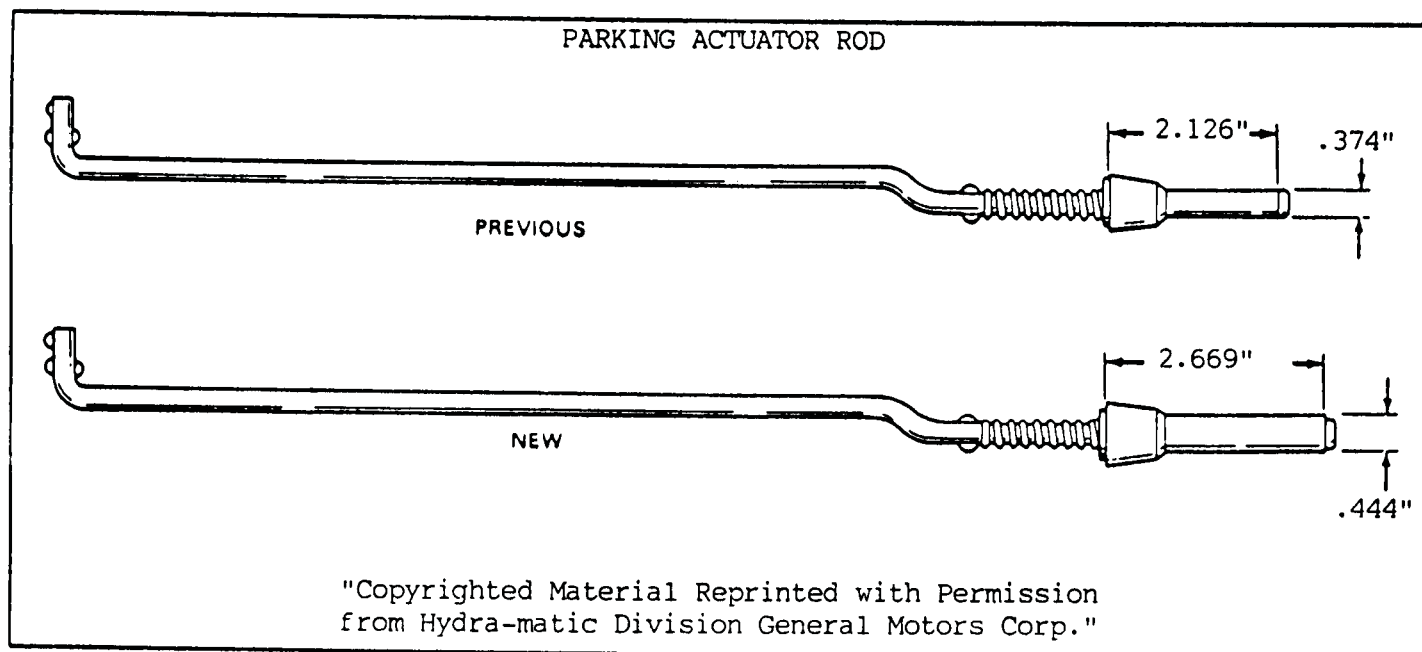 PARKING ACTUATOR ROD
2.126"
.374"
PREVIOUS
2.669"
NEW
.444"
"Copyrighted Material Reprinted with Permission
from Hydra-matic Division General Motors Corp."